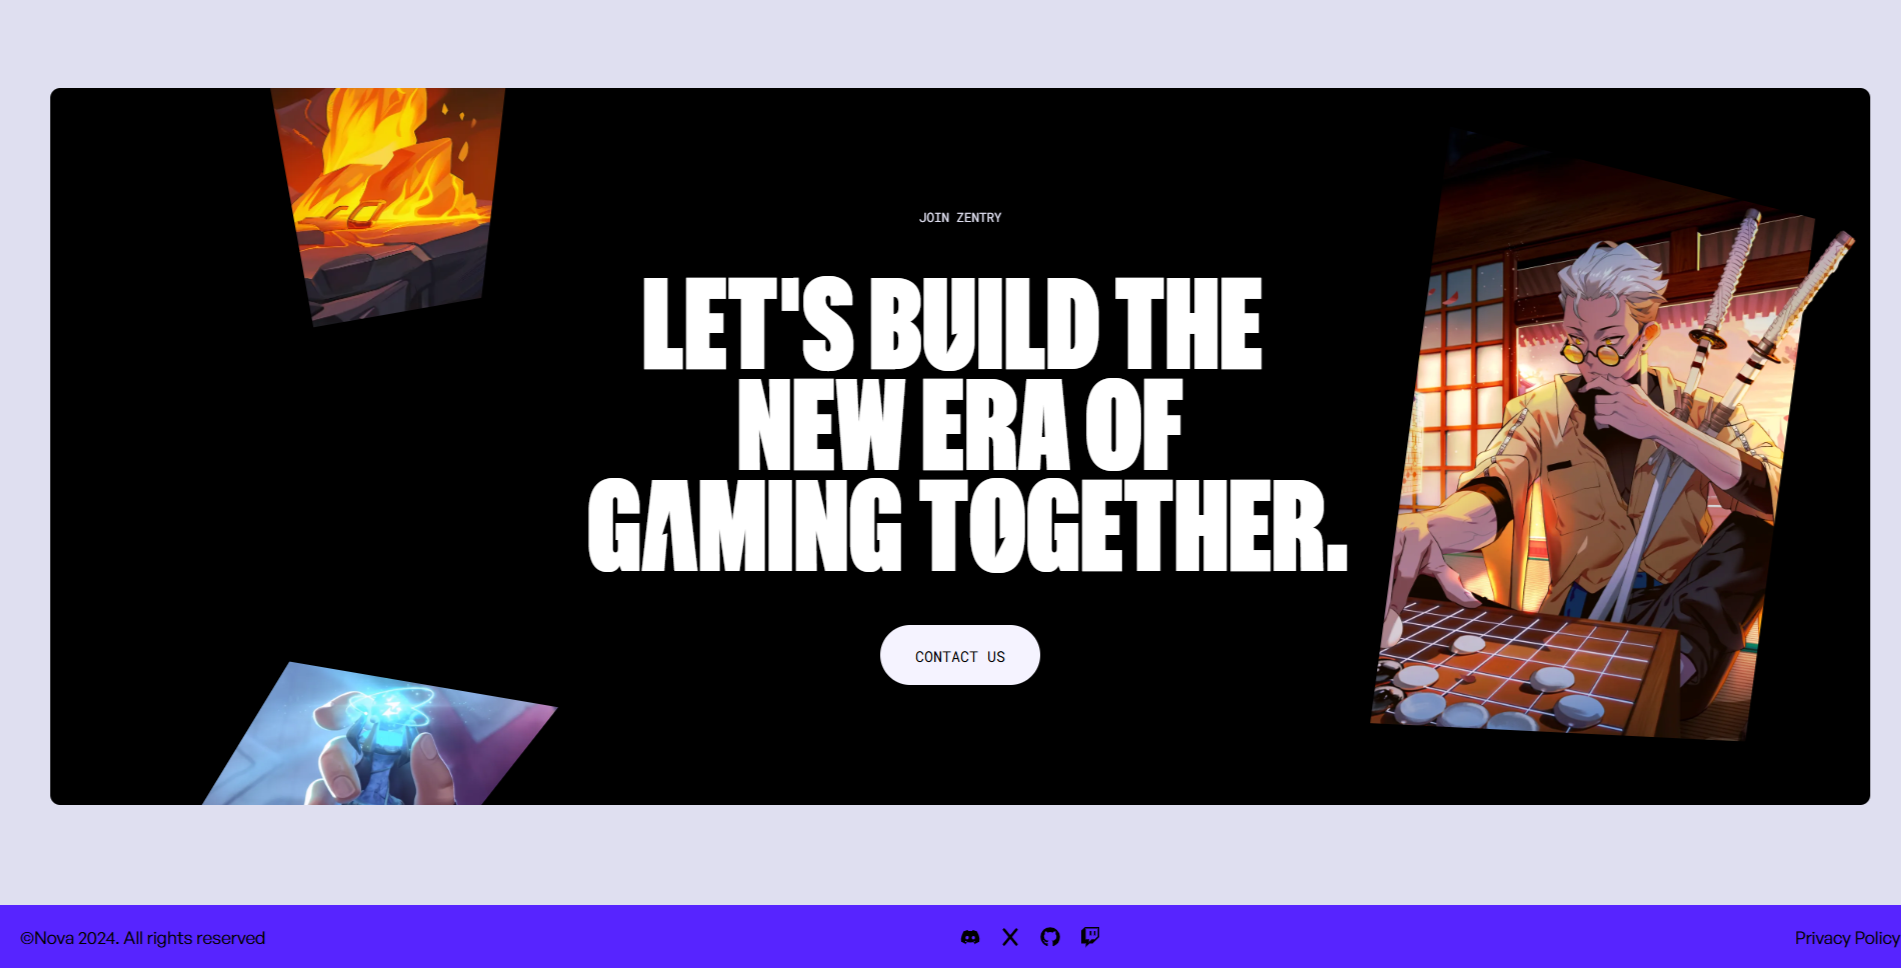 JOIN ZENTRY
LET'S BUILD THE
NEW ERA OF
GAMING TOGETHER.
CONTACT US
©Nova 2024. All rights reserved
Privacy Policy